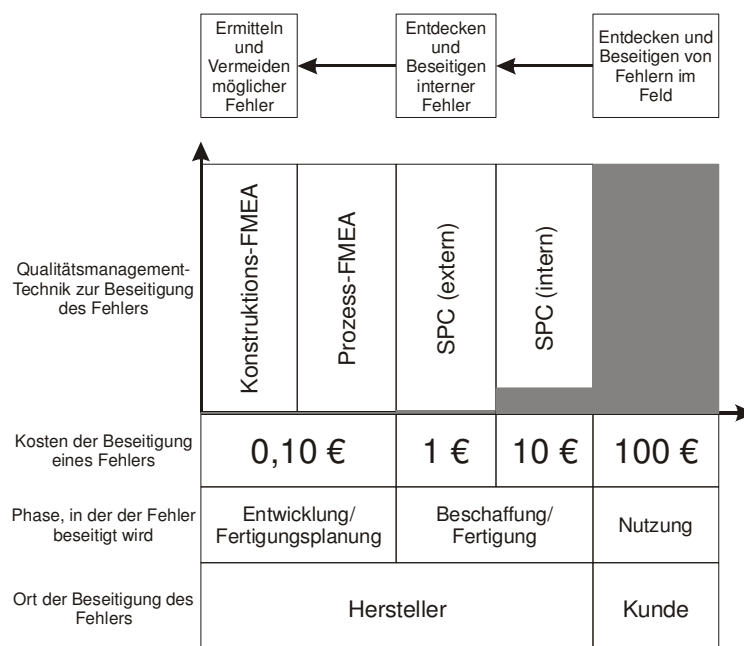 Ermitteln
und
Vermeiden
möglicher
Fehler
Entdecken
und
Beseitigen
interner
Fehler
Entdecken und
Beseitigen von
Fehlern im
Feld
Qualitätsmanagement-
Technik zur Beseitigung
des Fehlers
Konstruktions-FMEA
Prozess-FMEA
SPC (extern)
SPC (intern)
Kosten der Beseitigung
eines Fehlers
0,10 €
1 €
10 €
100 €
Phase, in der der Fehler
beseitigt wird
Entwicklung/
Fertigungsplanung
Beschaffung/
Fertigung
Nutzung
Ort der Beseitigung des
Fehlers
Hersteller
Kunde